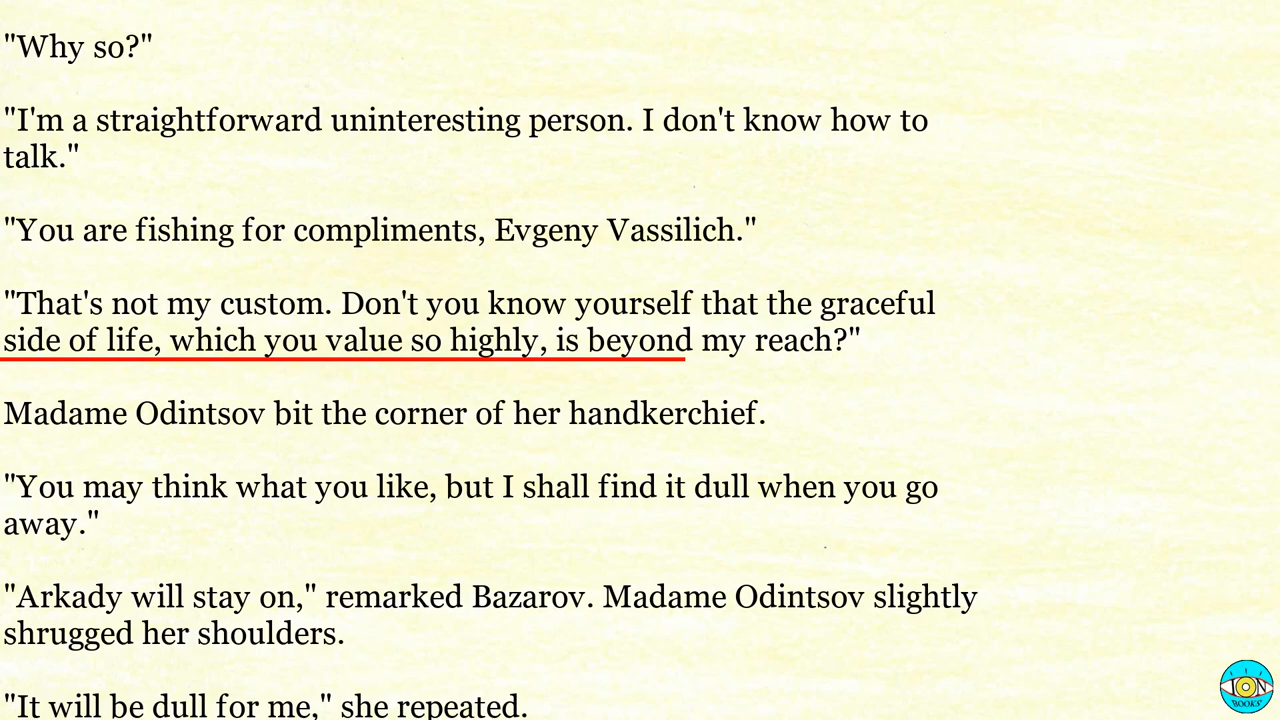 "Why so?"
"I'm a straightforward uninteresting person. I don't know how to
talk."
"You are fishing for compliments, Evgeny Vassilich."
"That's not my custom. Don't you know yourself that the graceful
side of life, which you value so highly, is beyond my reach?"
Madame Odintsov bit the corner of her handkerchief.
"You may think what you like, but I shall find it dull when you go
away."
"Arkady will stay on," remarked Bazarov. Madame Odintsov slightly
shrugged her shoulders.
"It will be dull for me," she repeated.
ION
BOOKS